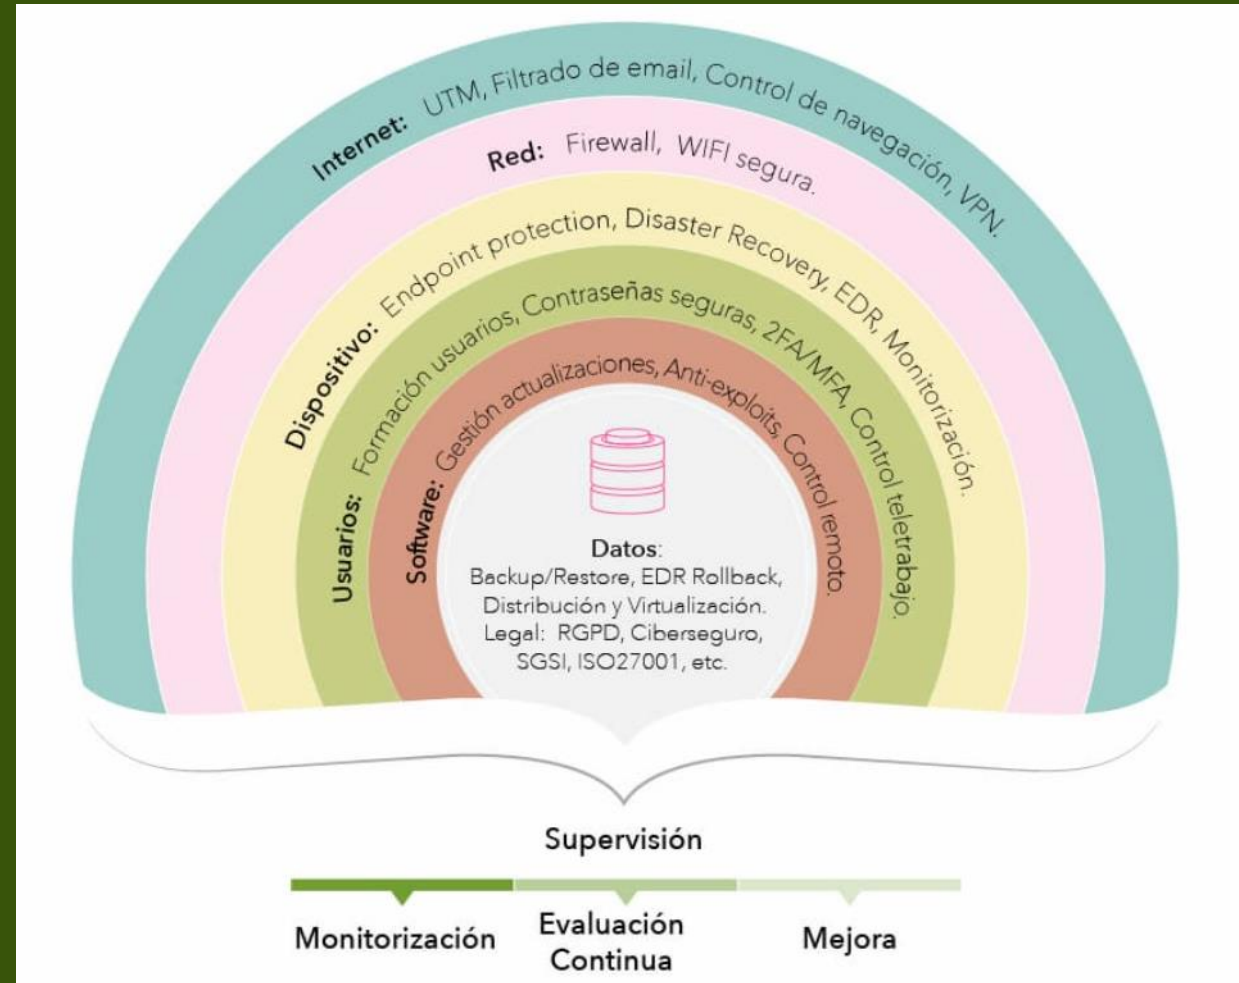 Internet: UTM, Filtrado de email, Control de navegación, VPN.
Red: Firewall, WIFI segura.
Dispositivo: Endpoint protection, Disaster Recovery, EDR, Monitorización.
Usuarios: Formación usuarios, Contraseñas seguras, 2FA/MFA, Control teletrabajo.
Software: Gestión actualizaciones, Anti-exploits, Control remoto.
Datos:
Backup/Restore, EDR Rollback,
Distribución y Virtualización.
Legal: RGPD, Ciberseguro,
SGSI, ISO27001, etc.
Supervisión
Monitorización
Evaluación
Continua
Mejora